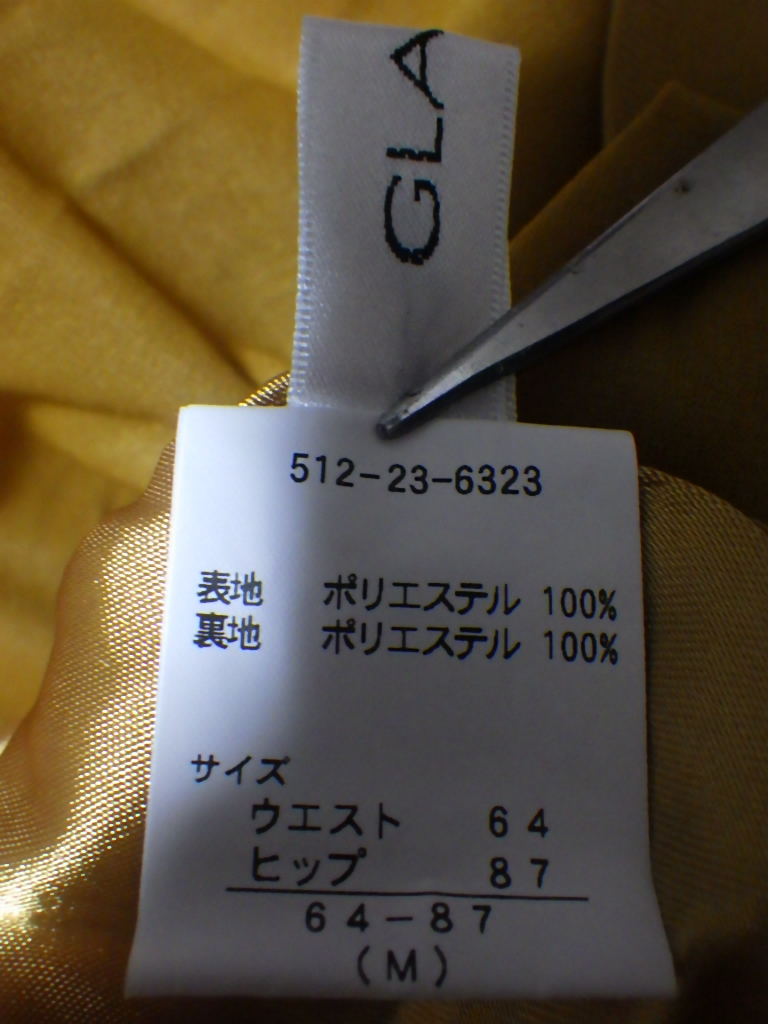 GLA
512-23-6323
表地 ポリエステル 100%
裏地 ポリエステル 100%
サイズ
ウエスト 64
ヒップ 87
64-87
(M)